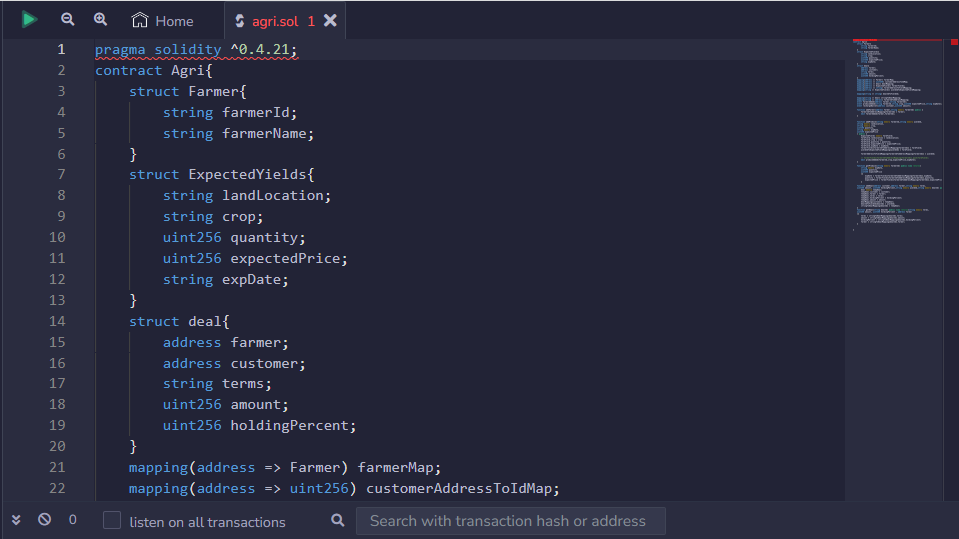 Home
agri.sol 1
1 pragma solidity ^0.4.21;
2 contract Agri{
3 struct Farmer{
4 string farmerId;
5 string farmerName;
6 }
7 struct ExpectedYields{
8 string landLocation;
9 string crop;
10 uint256 quantity;
11 uint256 expectedPrice;
12 string expDate;
13 }
14 struct deal{
15 address farmer;
16 address customer;
17 string terms;
18 uint256 amount;
19 uint256 holdingPercent;
20 }
21 mapping(address => Farmer) farmerMap;
22 mapping(address => uint256) customerAddressToIdMap;
0 listen on all transactions Search with transaction hash or address